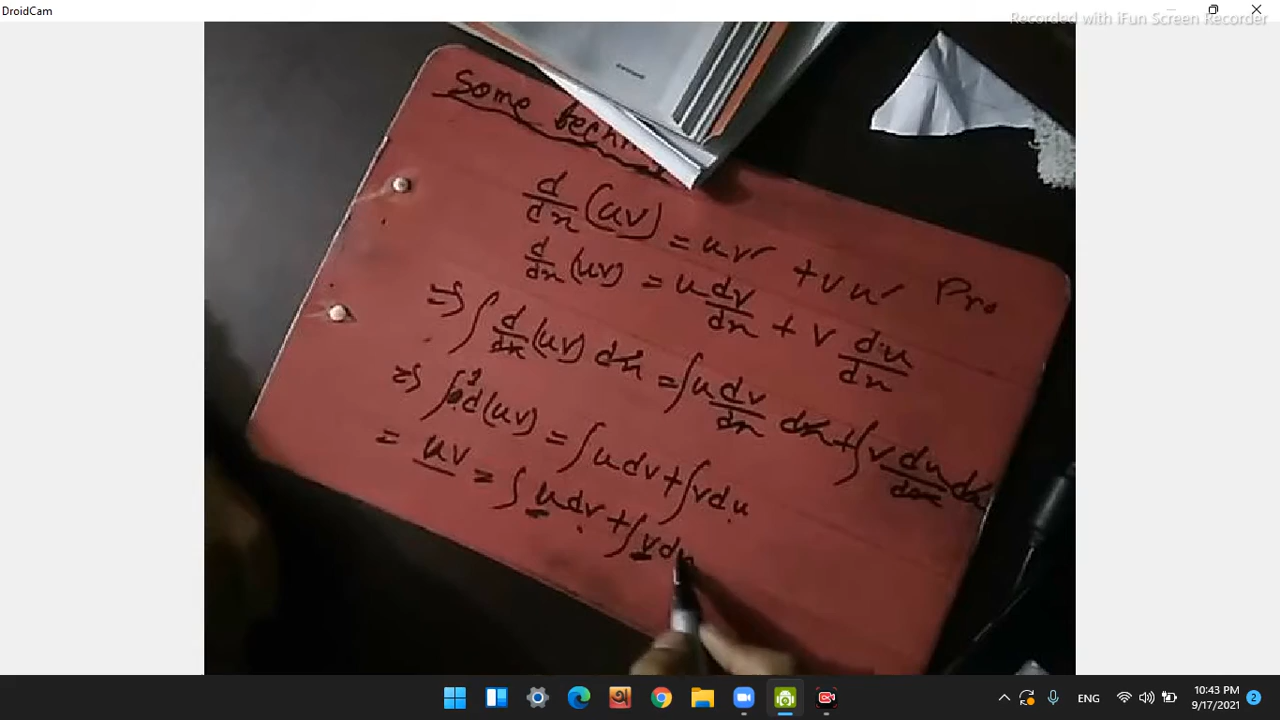 DroidCam
Recorded with iFun Screen Recorder
Some
d/dx (uv) = uv′ + vu′ Pro
d/dx (uv) = u dv/dx + v du/dx
⇒ ∫ d/dx (uv) dx = ∫ u dv/dx dx + ∫ v du/dx dx
⇒ ∫ d(uv) = ∫ u dv + ∫ v du
= uv = ∫ u dv + ∫ v du
ENG
10:43 PM
9/17/2021
2